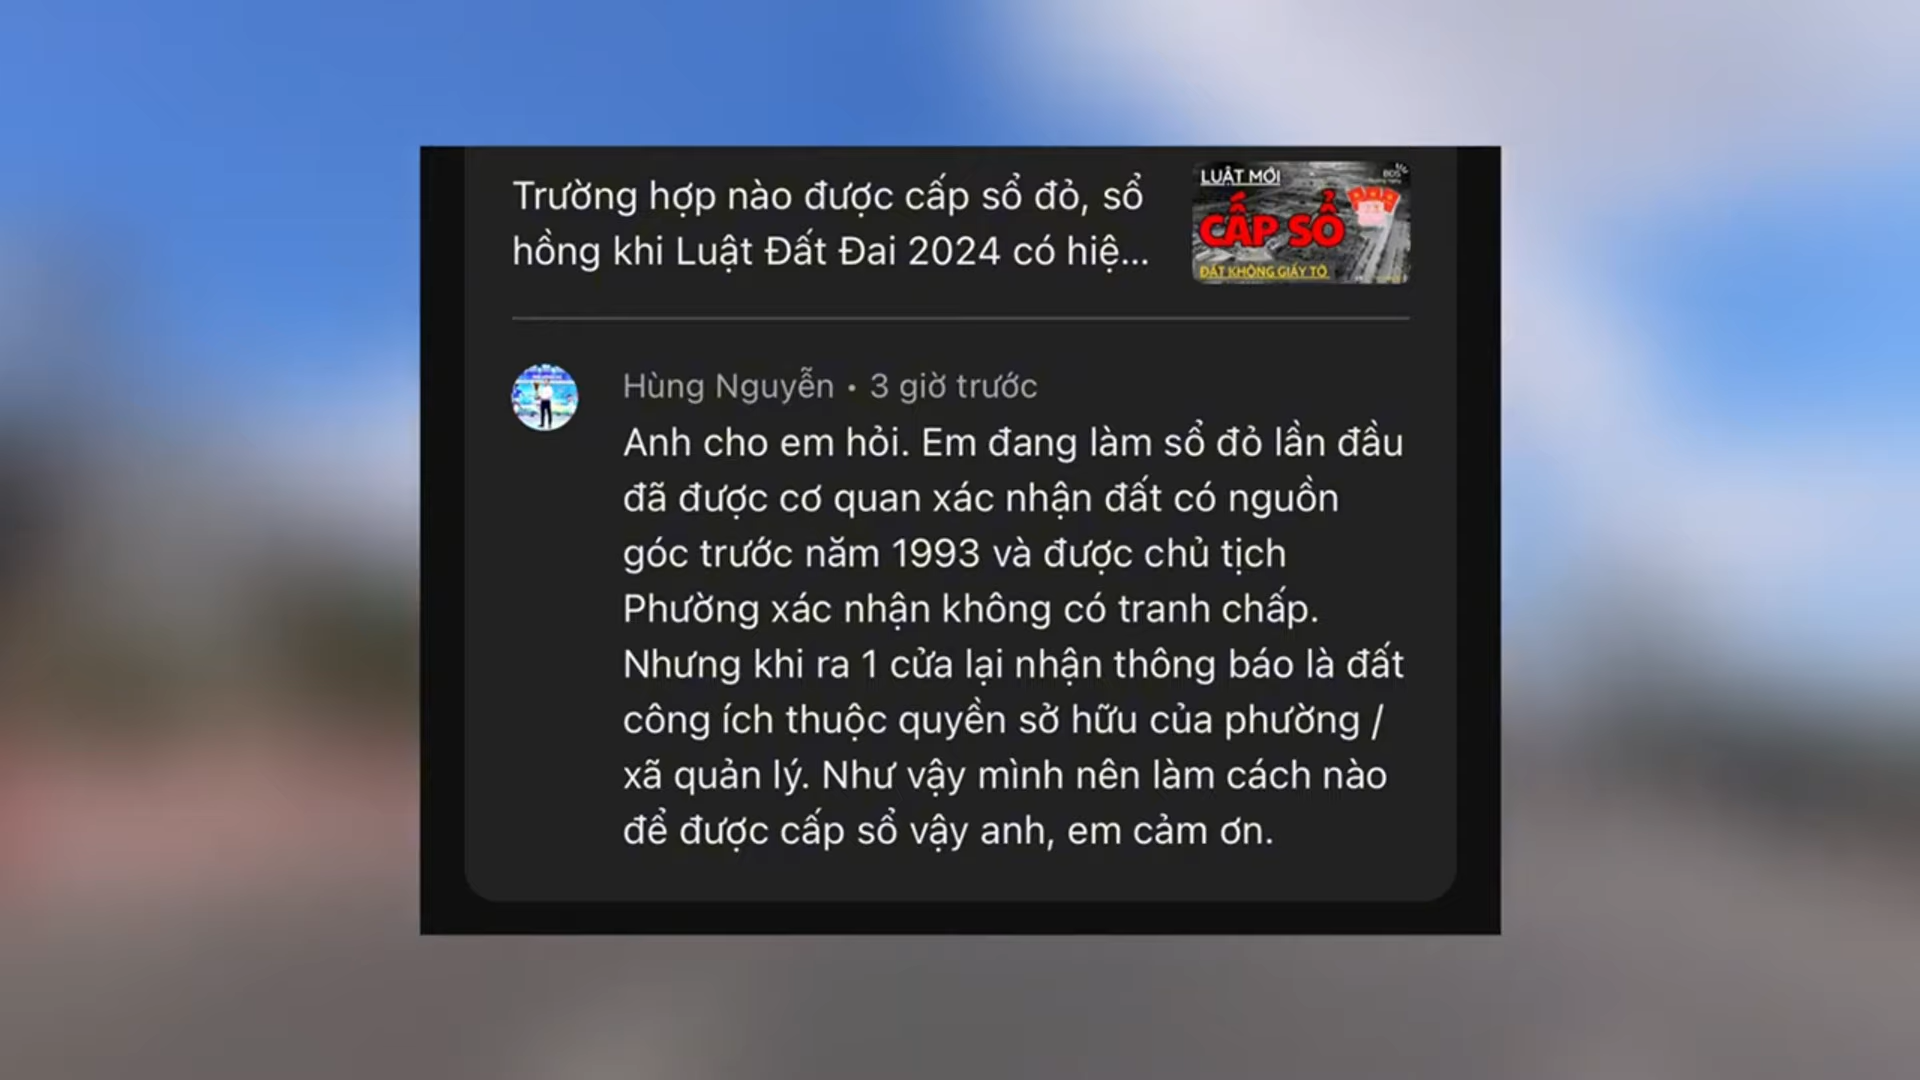 Trường hợp nào được cấp sổ đỏ, sổ
hồng khi Luật Đất Đai 2024 có hiệ...
LUẬT MỚI
BĐS
CẤP SỔ
ĐẤT KHÔNG GIẤY TỜ
Hùng Nguyễn • 3 giờ trước
Anh cho em hỏi. Em đang làm sổ đỏ lần đầu
đã được cơ quan xác nhận đất có nguồn
góc trước năm 1993 và được chủ tịch
Phường xác nhận không có tranh chấp.
Nhưng khi ra 1 cửa lại nhận thông báo là đất
công ích thuộc quyền sở hữu của phường /
xã quản lý. Như vậy mình nên làm cách nào
để được cấp sổ vậy anh, em cảm ơn.